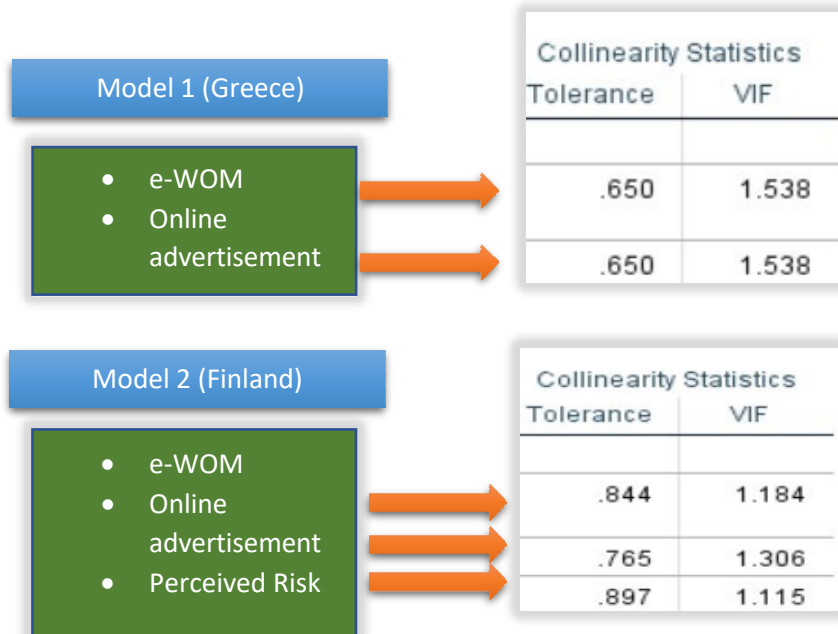 Model 1 (Greece)
• e-WOM
• Online
advertisement
Collinearity Statistics
Tolerance VIF
.650 1.538
.650 1.538
Model 2 (Finland)
• e-WOM
• Online
advertisement
• Perceived Risk
Collinearity Statistics
Tolerance VIF
.844 1.184
.765 1.306
.897 1.115